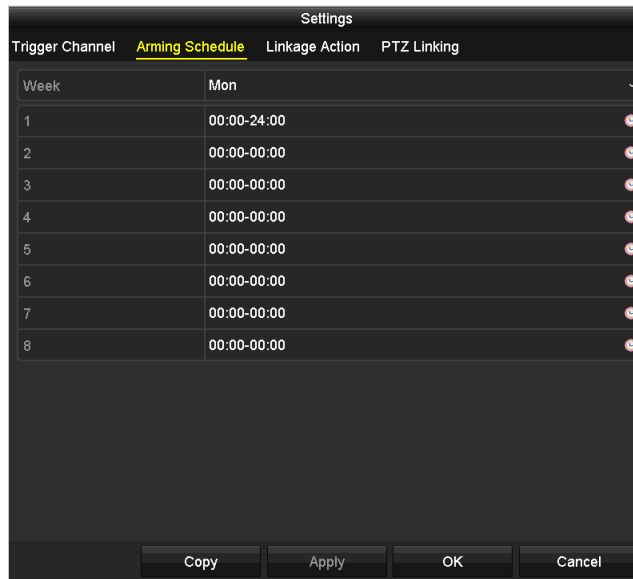 Settings
Trigger Channel Arming Schedule Linkage Action PTZ Linking
Week Mon
1 00:00-24:00
2 00:00-00:00
3 00:00-00:00
4 00:00-00:00
5 00:00-00:00
6 00:00-00:00
7 00:00-00:00
8 00:00-00:00
Copy Apply OK Cancel